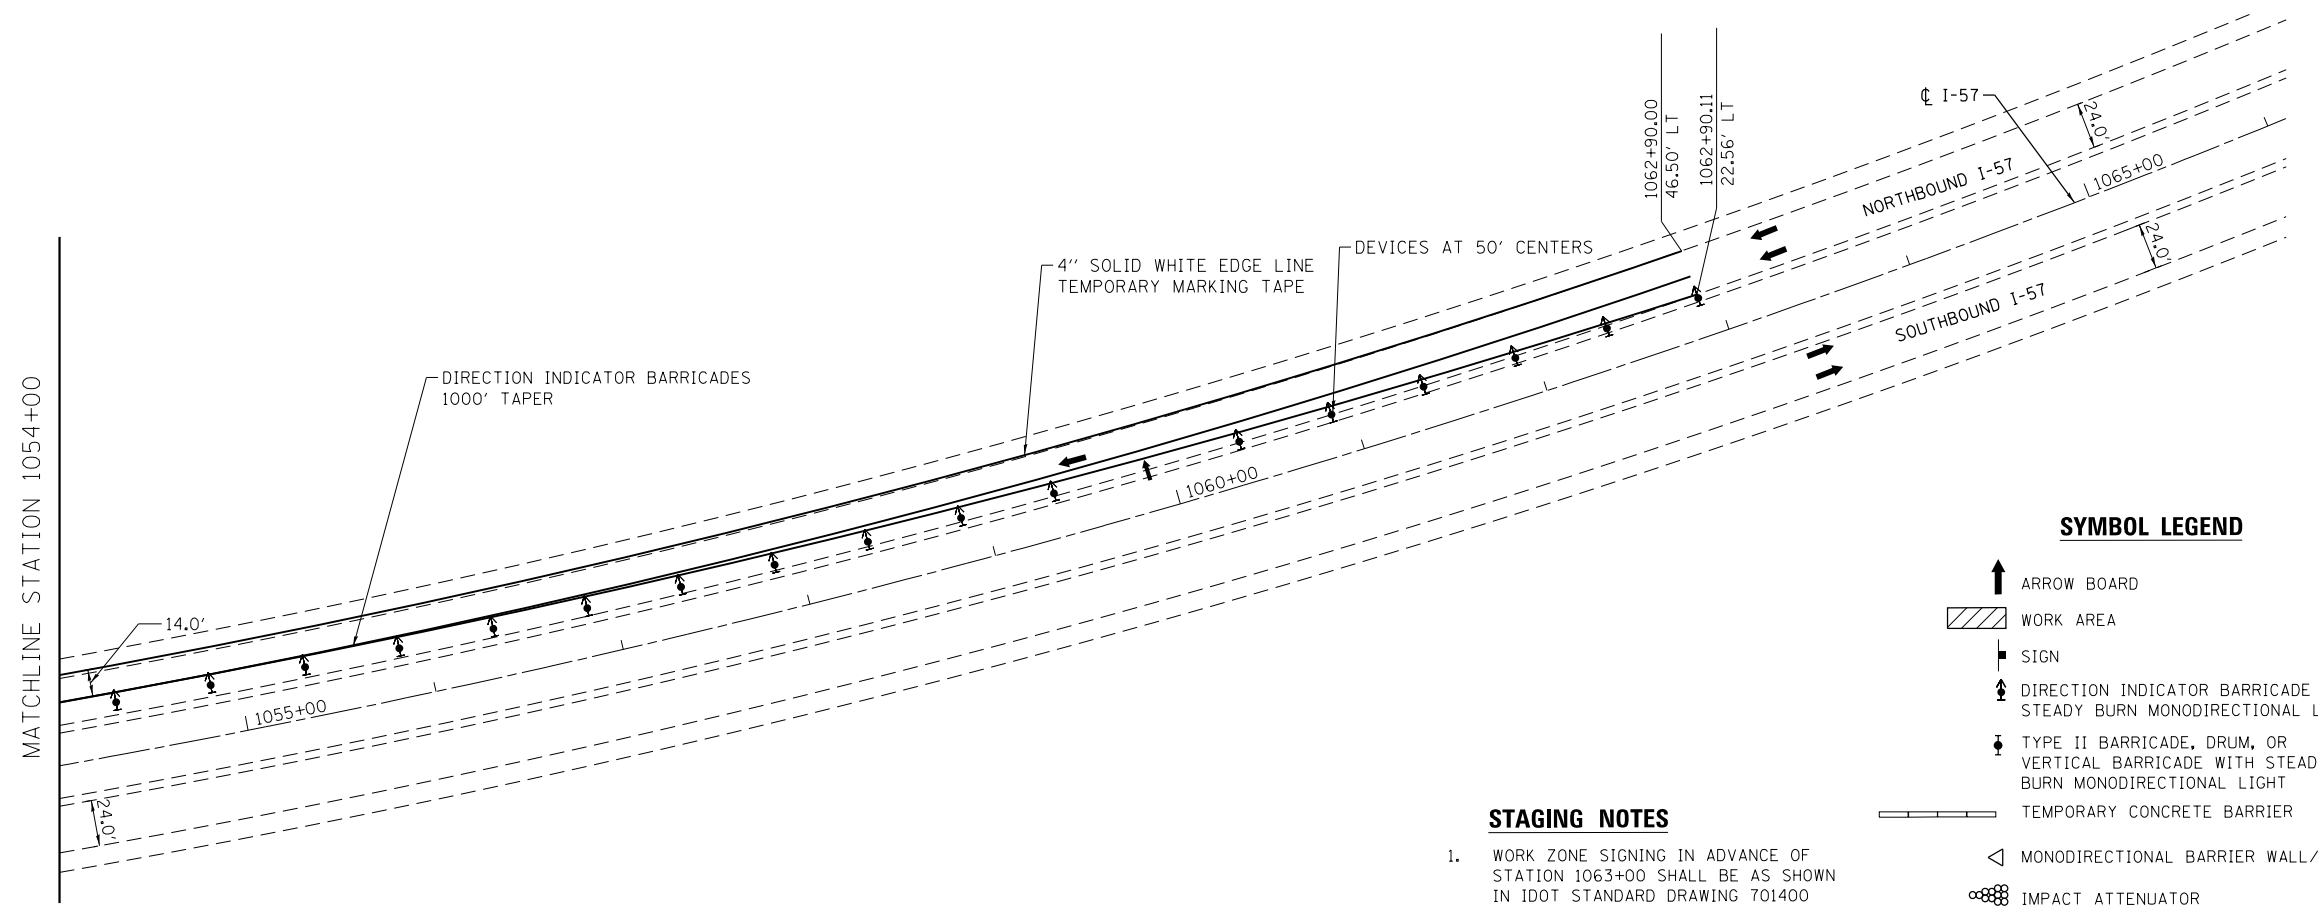 MATCHLINE STATION 1054+00
14.0'
24.0'
1055+00
DIRECTION INDICATOR BARRICADES
1000' TAPER
4'' SOLID WHITE EDGE LINE
TEMPORARY MARKING TAPE
DEVICES AT 50' CENTERS
1060+00
1062+90.00
46.50' LT
1062+90.11
22.56' LT
℄ I-57
24.0'
NORTHBOUND I-57
1065+00
24.0'
SOUTHBOUND I-57
SYMBOL LEGEND
ARROW BOARD
WORK AREA
SIGN
DIRECTION INDICATOR BARRICADE
STEADY BURN MONODIRECTIONAL L
TYPE II BARRICADE, DRUM, OR
VERTICAL BARRICADE WITH STEAD
BURN MONODIRECTIONAL LIGHT
TEMPORARY CONCRETE BARRIER
MONODIRECTIONAL BARRIER WALL/
IMPACT ATTENUATOR
STAGING NOTES
1. WORK ZONE SIGNING IN ADVANCE OF
STATION 1063+00 SHALL BE AS SHOWN
IN IDOT STANDARD DRAWING 701400